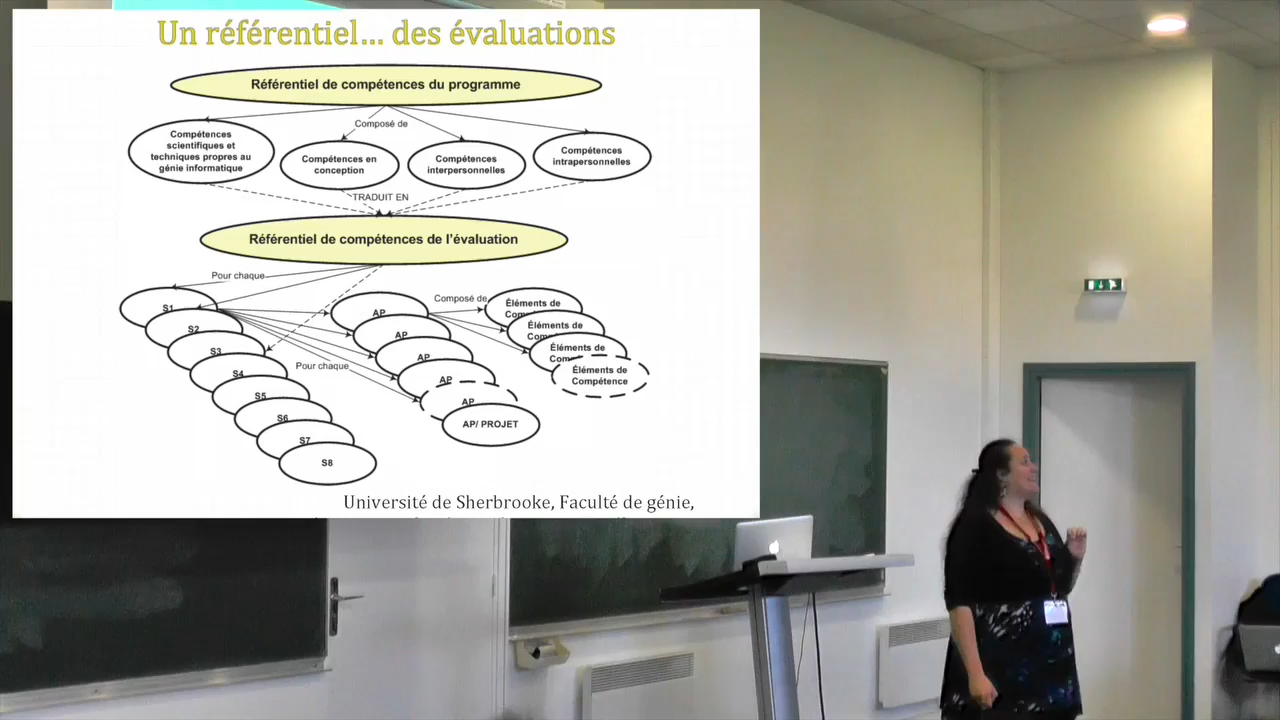 Un référentiel... des évaluations
Référentiel de compétences du programme
Composé de
Compétences
scientifiques et
techniques propres au
génie informatique
Compétences en
conception
Compétences
interpersonnelles
Compétences
intrapersonnelles
TRADUIT EN
Référentiel de compétences de l'évaluation
Pour chaque
S1
S2
S3
S4
S5
S6
S7
S8
Pour chaque
AP
AP
AP
AP
AP
AP/ PROJET
Composé de
Éléments de
Éléments de
Éléments de
Éléments de
Compétence
Université de Sherbrooke, Faculté de génie,